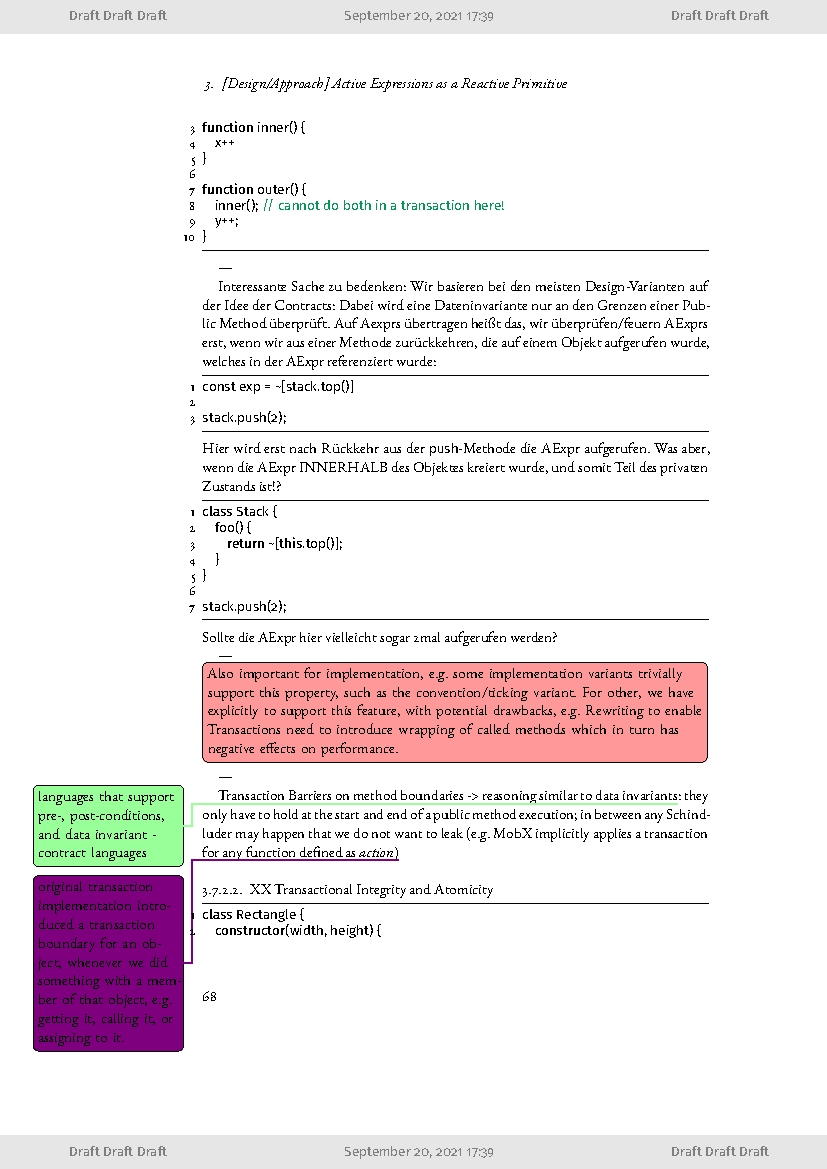 Draft Draft Draft September 20, 2021 17:39 Draft Draft Draft
3. [Design/Approach] Active Expressions as a Reactive Primitive
3 function inner() {
4 x++
5 }
6
7 function outer() {
8 inner(); // cannot do both in a transaction here!
9 y++;
10 }
—
Interessante Sache zu bedenken: Wir basieren bei den meisten Design-Varianten auf
der Idee der Contracts: Dabei wird eine Dateninvariante nur an den Grenzen einer Pub-
lic Method überprüft. Auf Aexprs übertragen heißt das, wir überprüfen/feuern AExprs
erst, wenn wir aus einer Methode zurückkehren, die auf einem Objekt aufgerufen wurde,
welches in der AExpr referenziert wurde:
1 const exp = ~[stack.top()]
2
3 stack.push(2);
Hier wird erst nach Rückkehr aus der push-Methode die AExpr aufgerufen. Was aber,
wenn die AExpr INNERHALB des Objektes kreiert wurde, und somit Teil des privaten
Zustands ist!?
1 class Stack {
2 foo() {
3 return ~[this.top()];
4 }
5 }
6
7 stack.push(2);
Sollte die AExpr hier vielleicht sogar 2mal aufgerufen werden?
—
Also important for implementation, e.g. some implementation variants trivially
support this property, such as the convention/ticking variant. For other, we have
explicitly to support this feature, with potential drawbacks, e.g. Rewriting to enable
Transactions need to introduce wrapping of called methods which in turn has
negative effects on performance.
—
Transaction Barriers on method boundaries -> reasoning similar to data invariants: they
only have to hold at the start and end of a public method execution; in between any Schind-
luder may happen that we do not want to leak (e.g. MobX implicitly applies a transaction
for any function defined as action)
languages that support
pre-, post-conditions,
and data invariant -
contract languages
original transaction
implementation intro-
duced a transaction
boundary for an ob-
ject, whenever we did
something with a mem-
ber of that object, e.g.
getting it, calling it, or
assigning to it.
3.7.2.2. XX Transactional Integrity and Atomicity
1 class Rectangle {
2 constructor(width, height) {
68
Draft Draft Draft September 20, 2021 17:39 Draft Draft Draft